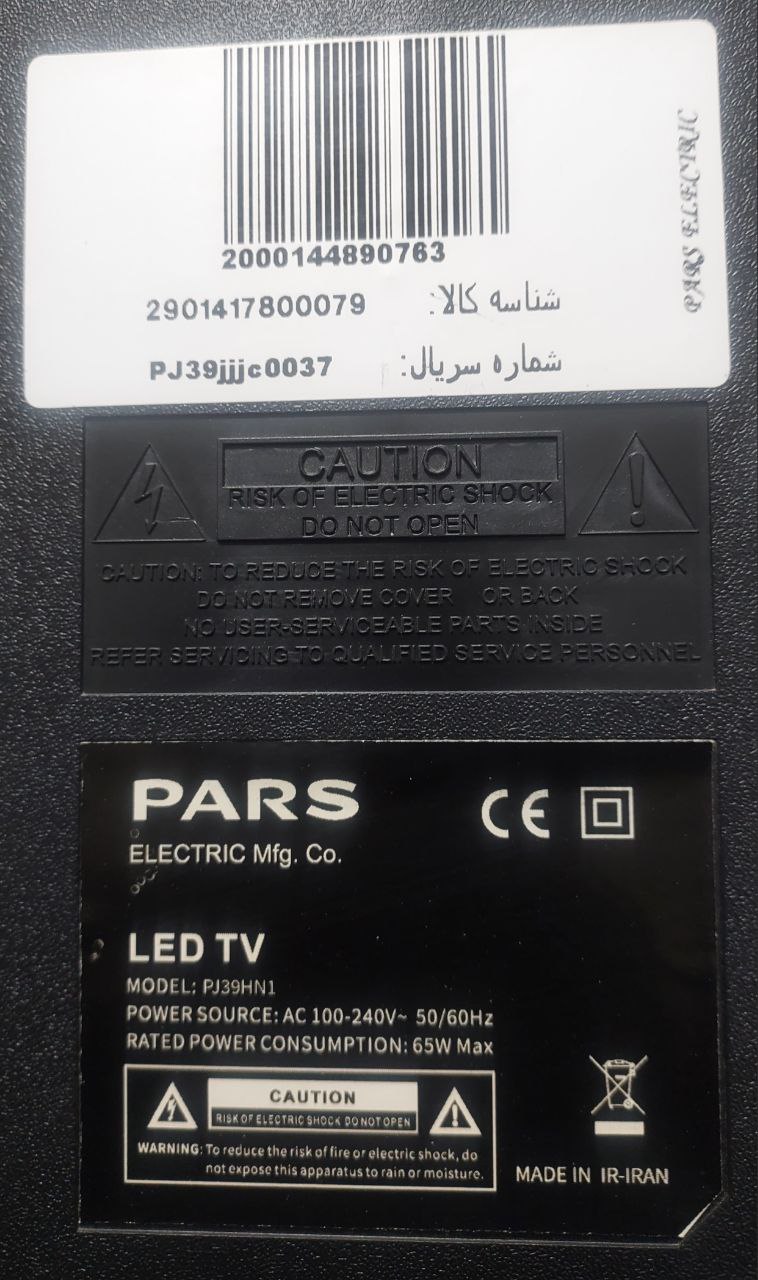 2000144890763
شناسه کالا: 2901417800079
شماره سریال: PJ39jjjc0037
PARS ELECTRIC
CAUTION
RISK OF ELECTRIC SHOCK
DO NOT OPEN
CAUTION: TO REDUCE THE RISK OF ELECTRIC SHOCK
DO NOT REMOVE COVER OR BACK
NO USER-SERVICEABLE PARTS INSIDE
REFER SERVICING TO QUALIFIED SERVICE PERSONNEL
PARS
ELECTRIC Mfg. Co.
CE
LED TV
MODEL: PJ39HN1
POWER SOURCE: AC 100-240V~ 50/60Hz
RATED POWER CONSUMPTION: 65W Max
CAUTION
RISK OF ELECTRIC SHOCK DO NOT OPEN
WARNING: To reduce the risk of fire or electric shock, do
not expose this apparatus to rain or moisture.
MADE IN IR-IRAN